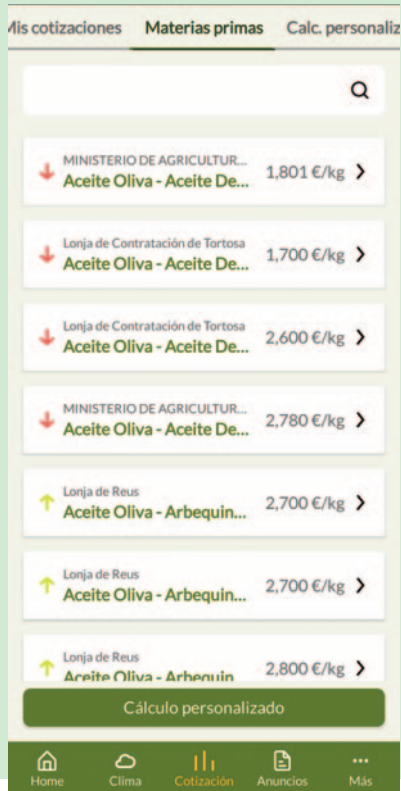 Mis cotizaciones Materias primas Calc. personaliz
MINISTERIO DE AGRICULTUR...
Aceite Oliva - Aceite De... 1,801 €/kg
Lonja de Contratación de Tortosa
Aceite Oliva - Aceite De... 1,700 €/kg
Lonja de Contratación de Tortosa
Aceite Oliva - Aceite De... 2,600 €/kg
MINISTERIO DE AGRICULTUR...
Aceite Oliva - Aceite De... 2,780 €/kg
Lonja de Reus
Aceite Oliva - Arbequin... 2,700 €/kg
Lonja de Reus
Aceite Oliva - Arbequin... 2,700 €/kg
Lonja de Reus
Aceite Oliva - Arbequin 2,800 €/kg
Cálculo personalizado
Home Clima Cotización Anuncios Más